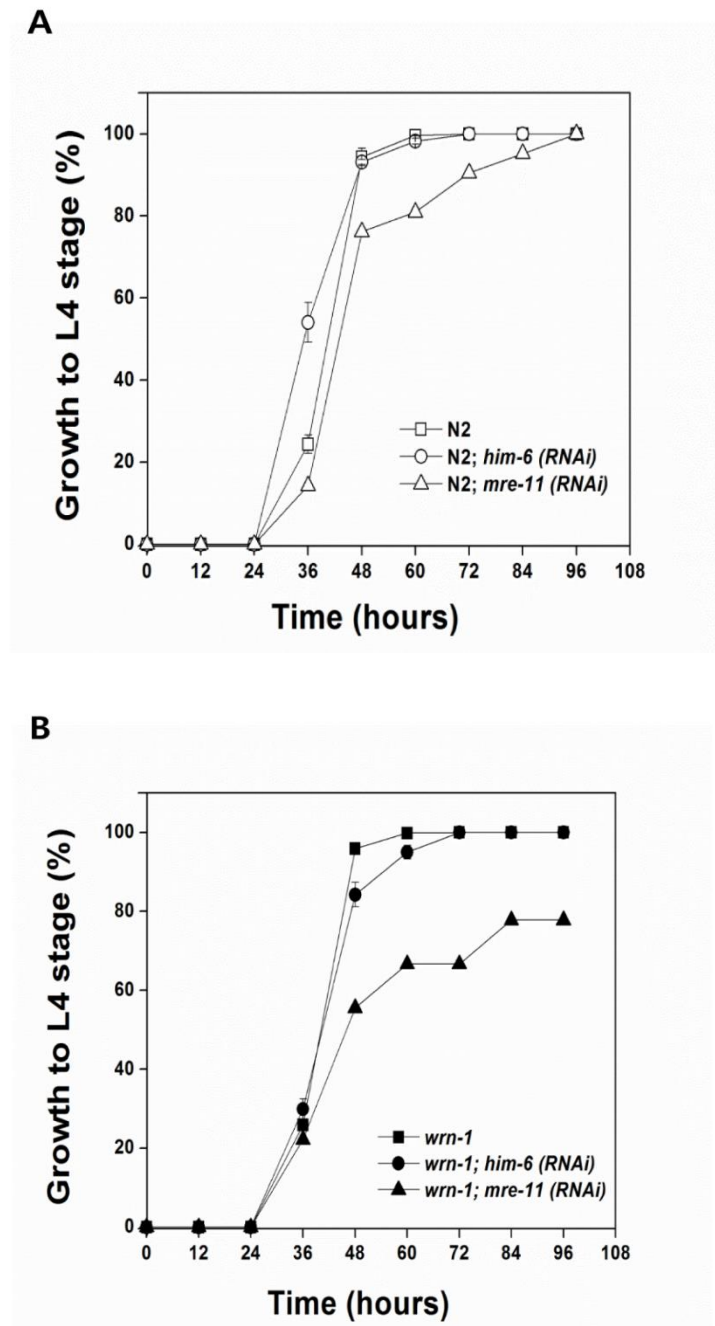 A
Growth to L4 stage (%)
100
80
60
40
20
0
N2
N2; him-6 (RNAi)
N2; mre-11 (RNAi)
0 12 24 36 48 60 72 84 96 108
Time (hours)
B
Growth to L4 stage (%)
100
80
60
40
20
0
wrn-1
wrn-1; him-6 (RNAi)
wrn-1; mre-11 (RNAi)
0 12 24 36 48 60 72 84 96 108
Time (hours)